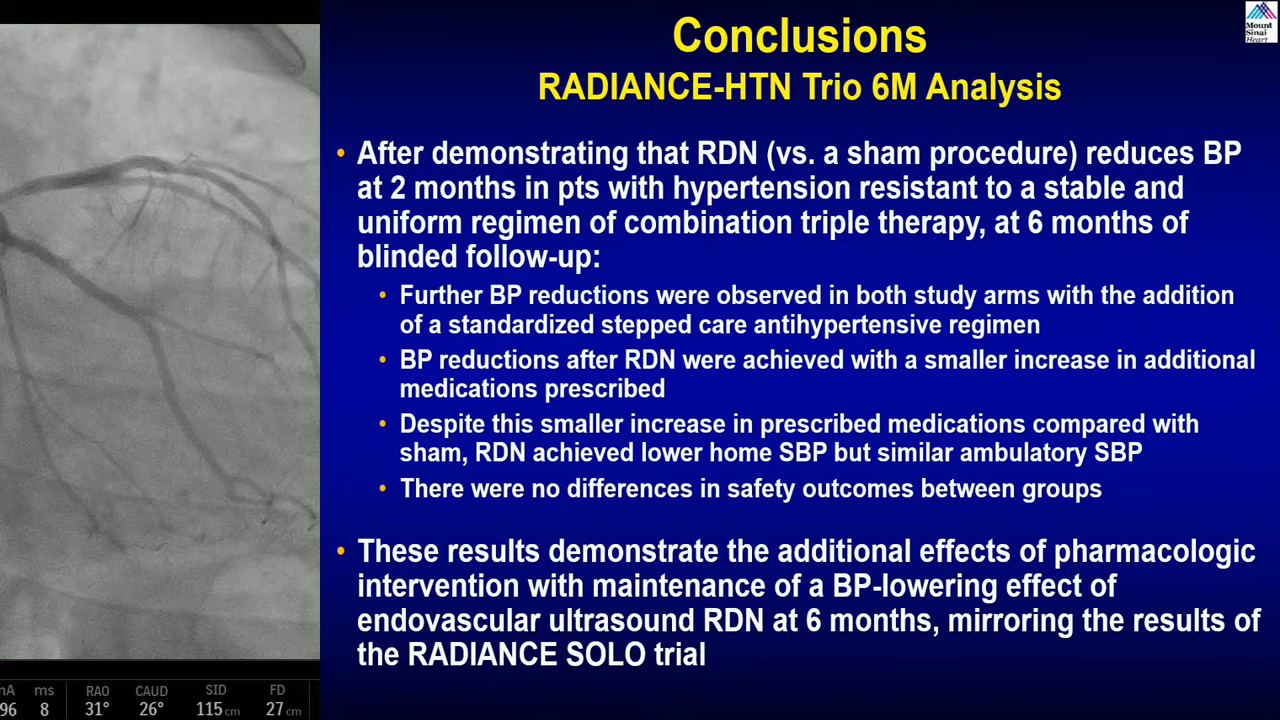 Conclusions
RADIANCE-HTN Trio 6M Analysis
Mount
Sinai
Heart
• After demonstrating that RDN (vs. a sham procedure) reduces BP
at 2 months in pts with hypertension resistant to a stable and
uniform regimen of combination triple therapy, at 6 months of
blinded follow-up:
• Further BP reductions were observed in both study arms with the addition
of a standardized stepped care antihypertensive regimen
• BP reductions after RDN were achieved with a smaller increase in additional
medications prescribed
• Despite this smaller increase in prescribed medications compared with
sham, RDN achieved lower home SBP but similar ambulatory SBP
• There were no differences in safety outcomes between groups
• These results demonstrate the additional effects of pharmacologic
intervention with maintenance of a BP-lowering effect of
endovascular ultrasound RDN at 6 months, mirroring the results of
the RADIANCE SOLO trial
nA ms RAO CAUD SID FD
96 8 31° 26° 115 cm 27 cm